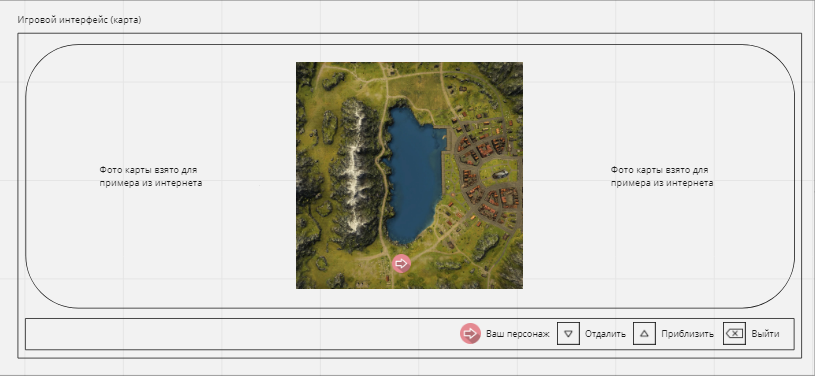 Игровой интерфейс (карта)
Фото карты взято для
примера из интернета
Фото карты взято для
примера из интернета
Ваш персонаж
Отдалить
Приблизить
Выйти